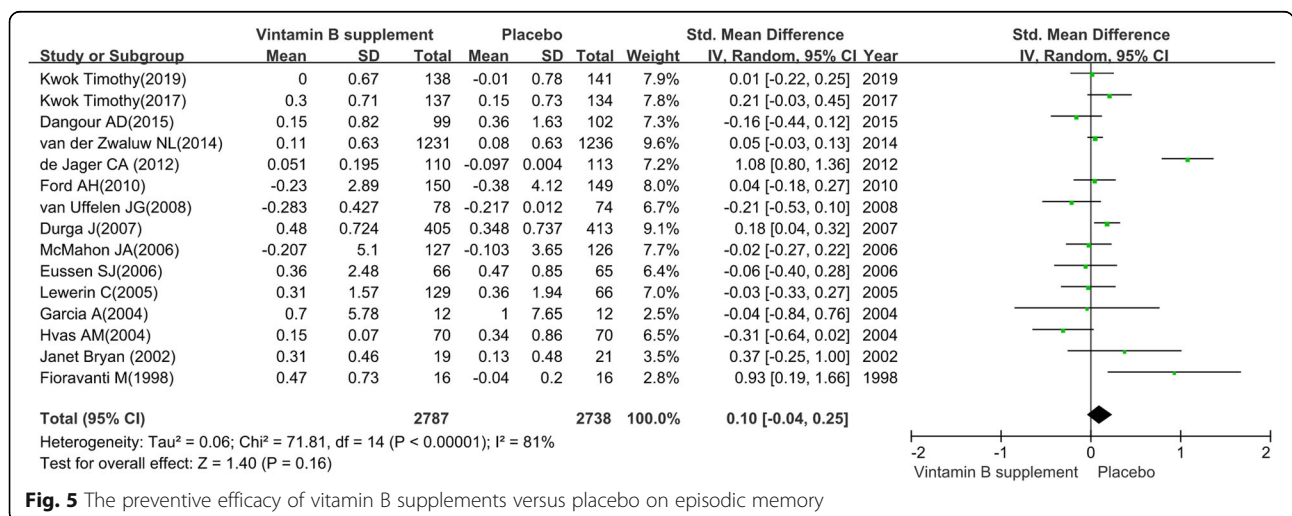 Vintamin B supplement Placebo Std. Mean Difference Std. Mean Difference
Study or Subgroup Mean SD Total Mean SD Total Weight IV, Random, 95% CI Year IV, Random, 95% CI
Kwok Timothy(2019) 0 0.67 138 -0.01 0.78 141 7.9% 0.01 [-0.22, 0.25] 2019
Kwok Timothy(2017) 0.3 0.71 137 0.15 0.73 134 7.8% 0.21 [-0.03, 0.45] 2017
Dangour AD(2015) 0.15 0.82 99 0.36 1.63 102 7.3% -0.16 [-0.44, 0.12] 2015
van der Zwaluw NL(2014) 0.11 0.63 1231 0.08 0.63 1236 9.6% 0.05 [-0.03, 0.13] 2014
de Jager CA (2012) 0.051 0.195 110 -0.097 0.004 113 7.2% 1.08 [0.80, 1.36] 2012
Ford AH(2010) -0.23 2.89 150 -0.38 4.12 149 8.0% 0.04 [-0.18, 0.27] 2010
van Uffelen JG(2008) -0.283 0.427 78 -0.217 0.012 74 6.7% -0.21 [-0.53, 0.10] 2008
Durga J(2007) 0.48 0.724 405 0.348 0.737 413 9.1% 0.18 [0.04, 0.32] 2007
McMahon JA(2006) -0.207 5.1 127 -0.103 3.65 126 7.7% -0.02 [-0.27, 0.22] 2006
Eussen SJ(2006) 0.36 2.48 66 0.47 0.85 65 6.4% -0.06 [-0.40, 0.28] 2006
Lewerin C(2005) 0.31 1.57 129 0.36 1.94 66 7.0% -0.03 [-0.33, 0.27] 2005
Garcia A(2004) 0.7 5.78 12 1 7.65 12 2.5% -0.04 [-0.84, 0.76] 2004
Hvas AM(2004) 0.15 0.07 70 0.34 0.86 70 6.5% -0.31 [-0.64, 0.02] 2004
Janet Bryan (2002) 0.31 0.46 19 0.13 0.48 21 3.5% 0.37 [-0.25, 1.00] 2002
Fioravanti M(1998) 0.47 0.73 16 -0.04 0.2 16 2.8% 0.93 [0.19, 1.66] 1998
Total (95% CI) 2787 2738 100.0% 0.10 [-0.04, 0.25]
Heterogeneity: Tau² = 0.06; Chi² = 71.81, df = 14 (P < 0.00001); I² = 81%
Test for overall effect: Z = 1.40 (P = 0.16)
-2 -1 0 1 2
Vintamin B supplement Placebo
Fig. 5 The preventive efficacy of vitamin B supplements versus placebo on episodic memory